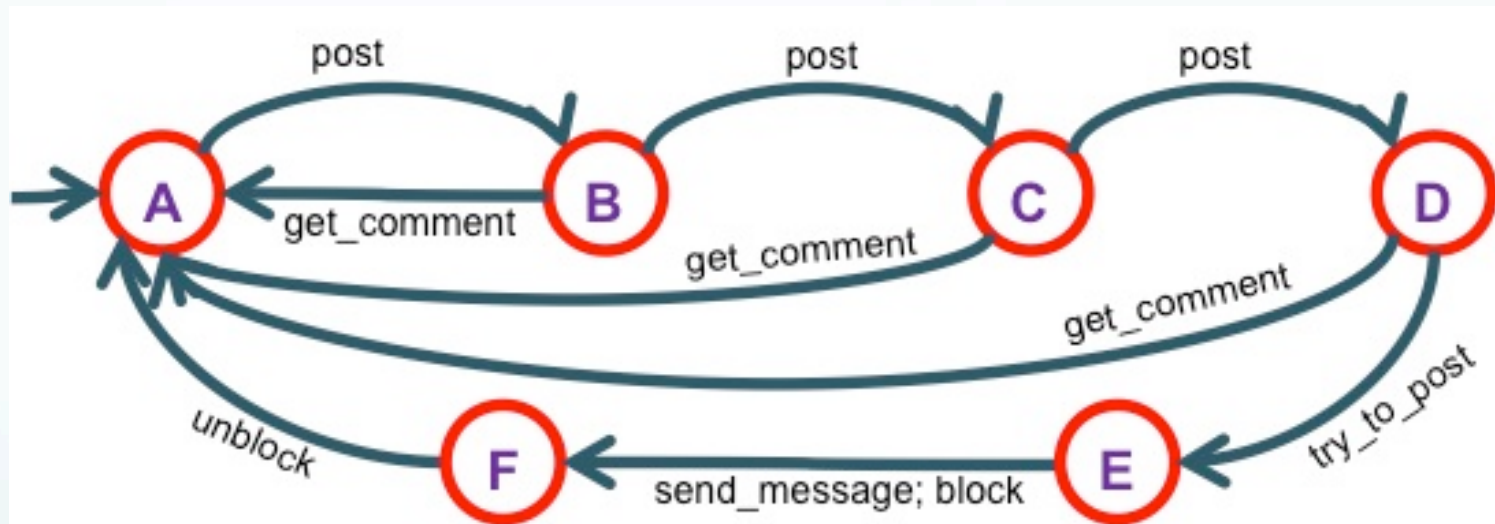 post
post
post
A
B
C
D
get_comment
get_comment
get_comment
try_to_post
unblock
F
E
send_message; block